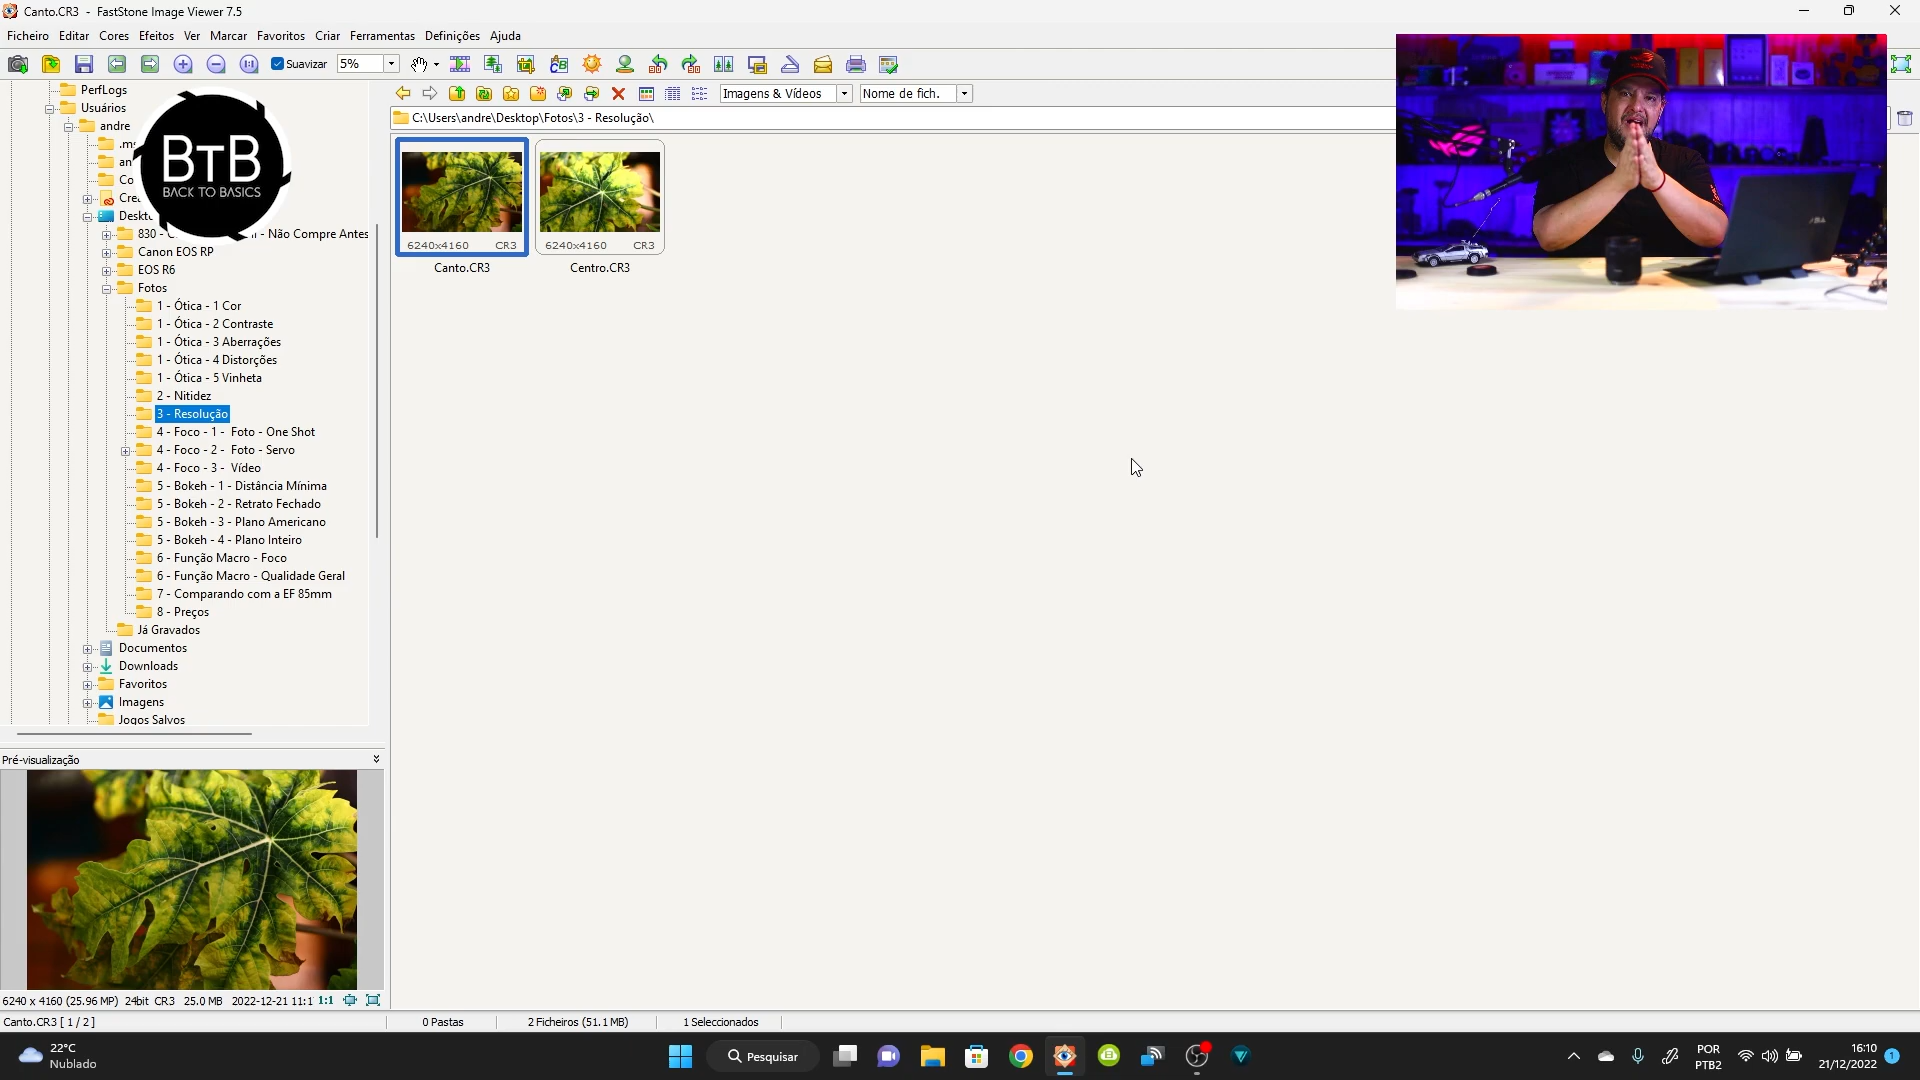 Canto.CR3 - FastStone Image Viewer 7.5
Ficheiro Editar Cores Efeitos Ver Marcar Favoritos Criar Ferramentas Definições Ajuda
Suavizar 5%
Imagens & Vídeos Nome de fich.
C:\Users\andre\Desktop\Fotos\3 - Resolução\
PerfLogs
Usuários
andre
BTB
BACK TO BASICS
830 - - Não Compre Antes
Canon EOS RP
EOS R6
Fotos
1 - Ótica - 1 Cor
1 - Ótica - 2 Contraste
1 - Ótica - 3 Aberrações
1 - Ótica - 4 Distorções
1 - Ótica - 5 Vinheta
2 - Nitidez
3 - Resolução
4 - Foco - 1 - Foto - One Shot
4 - Foco - 2 - Foto - Servo
4 - Foco - 3 - Vídeo
5 - Bokeh - 1 - Distância Mínima
5 - Bokeh - 2 - Retrato Fechado
5 - Bokeh - 3 - Plano Americano
5 - Bokeh - 4 - Plano Inteiro
6 - Função Macro - Foco
6 - Função Macro - Qualidade Geral
7 - Comparando com a EF 85mm
8 - Preços
Já Gravados
Documentos
Downloads
Favoritos
Imagens
Jogos Salvos
6240x4160 CR3
Canto.CR3
6240x4160 CR3
Centro.CR3
Pré-visualização
6240 x 4160 (25.96 MP) 24bit CR3 25.0 MB 2022-12-21 11:1 1:1
Canto.CR3 [ 1 / 2 ]
0 Pastas
2 Ficheiros (51.1 MB)
1 Seleccionados
22°C
Nublado
Pesquisar
POR
PTB2
16:10
21/12/2022
1